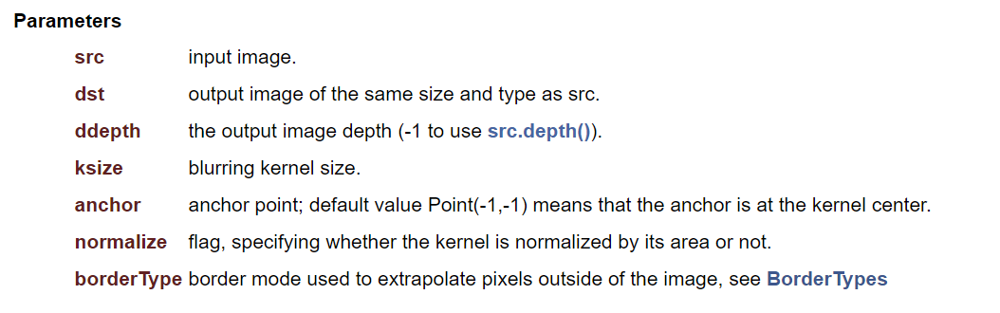 Parameters
src input image.
dst output image of the same size and type as src.
ddepth the output image depth (-1 to use src.depth()).
ksize blurring kernel size.
anchor anchor point; default value Point(-1,-1) means that the anchor is at the kernel center.
normalize flag, specifying whether the kernel is normalized by its area or not.
borderType border mode used to extrapolate pixels outside of the image, see BorderTypes